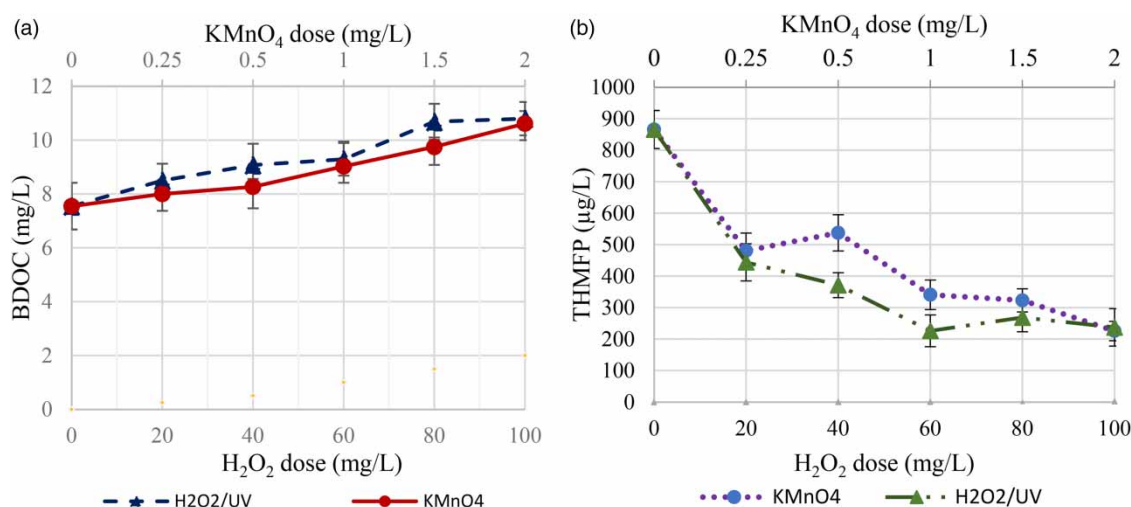 (a)
KMnO4 dose (mg/L)
0 0.25 0.5 1 1.5 2
BDOC (mg/L)
12
10
8
6
4
2
0
0 20 40 60 80 100
H2O2 dose (mg/L)
H2O2/UV KMnO4
(b)
KMnO4 dose (mg/L)
0 0.25 0.5 1 1.5 2
THMFP (µg/L)
1000
900
800
700
600
500
400
300
200
100
0
0 20 40 60 80 100
H2O2 dose (mg/L)
KMnO4 H2O2/UV